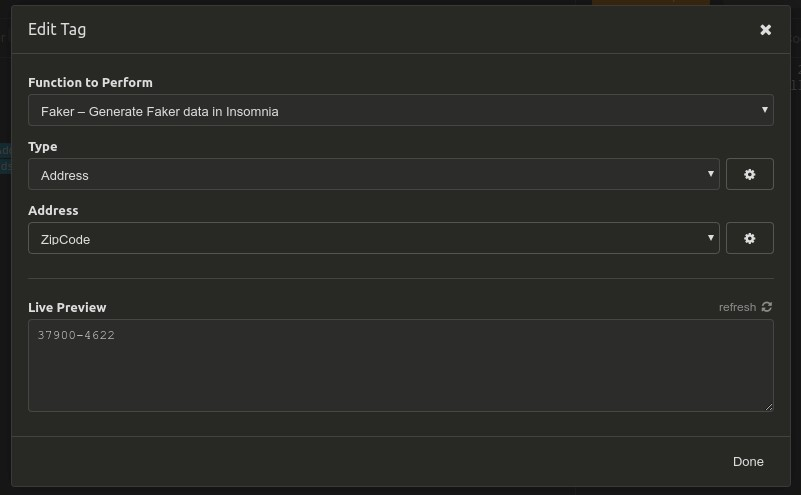 Edit Tag
Function to Perform
Faker – Generate Faker data in Insomnia
Type
Address
Address
ZipCode
Live Preview
refresh
37900-4622
Done